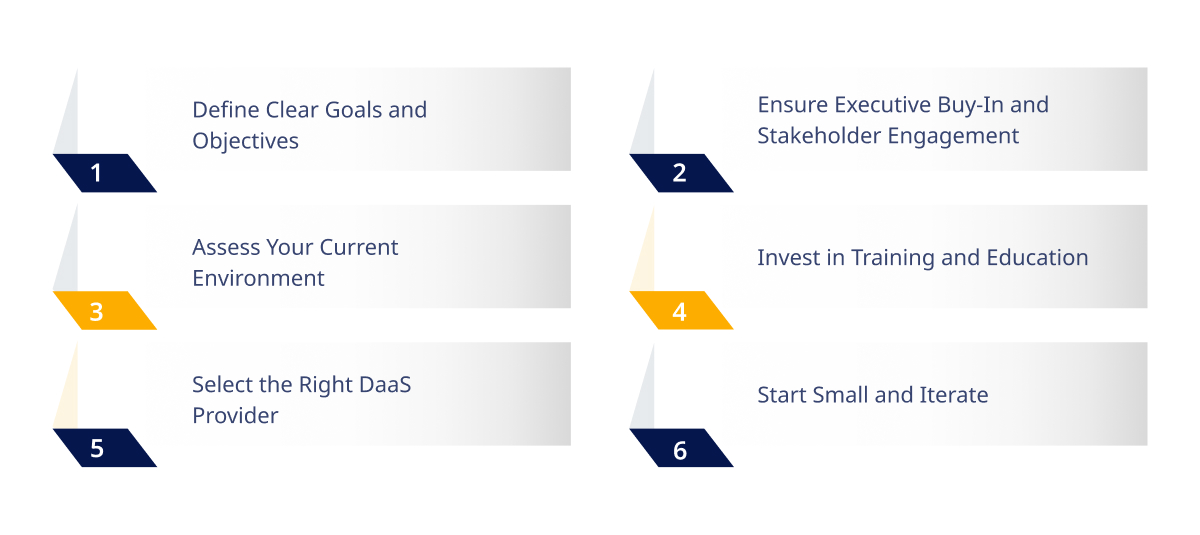 Define Clear Goals and
Objectives
1
Ensure Executive Buy-In and
Stakeholder Engagement
2
Assess Your Current
Environment
3
Invest in Training and Education
4
Select the Right DaaS
Provider
5
Start Small and Iterate
6